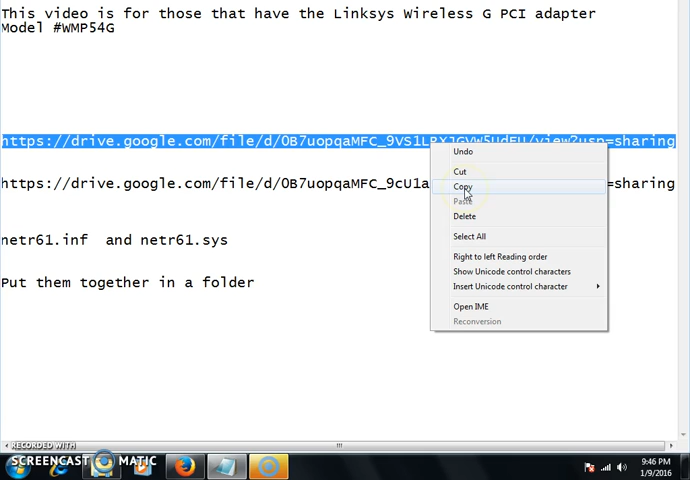 This video is for those that have the Linksys Wireless G PCI adapter
Model #WMP54G
https://drive.google.com/file/d/0B7uopqaMFC_9VS1LRXJGVW5UdEU/view?usp=sharing
Undo
Cut
https://drive.google.com/file/d/0B7uopqaMFC_9cU1a =sharing
Copy
Paste
Delete
Select All
netr61.inf and netr61.sys
Right to left Reading order
Show Unicode control characters
Put them together in a folder
Insert Unicode control character
Open IME
Reconversion
RECORDED WITH
SCREENCAST MATIC
9:46 PM
1/9/2016